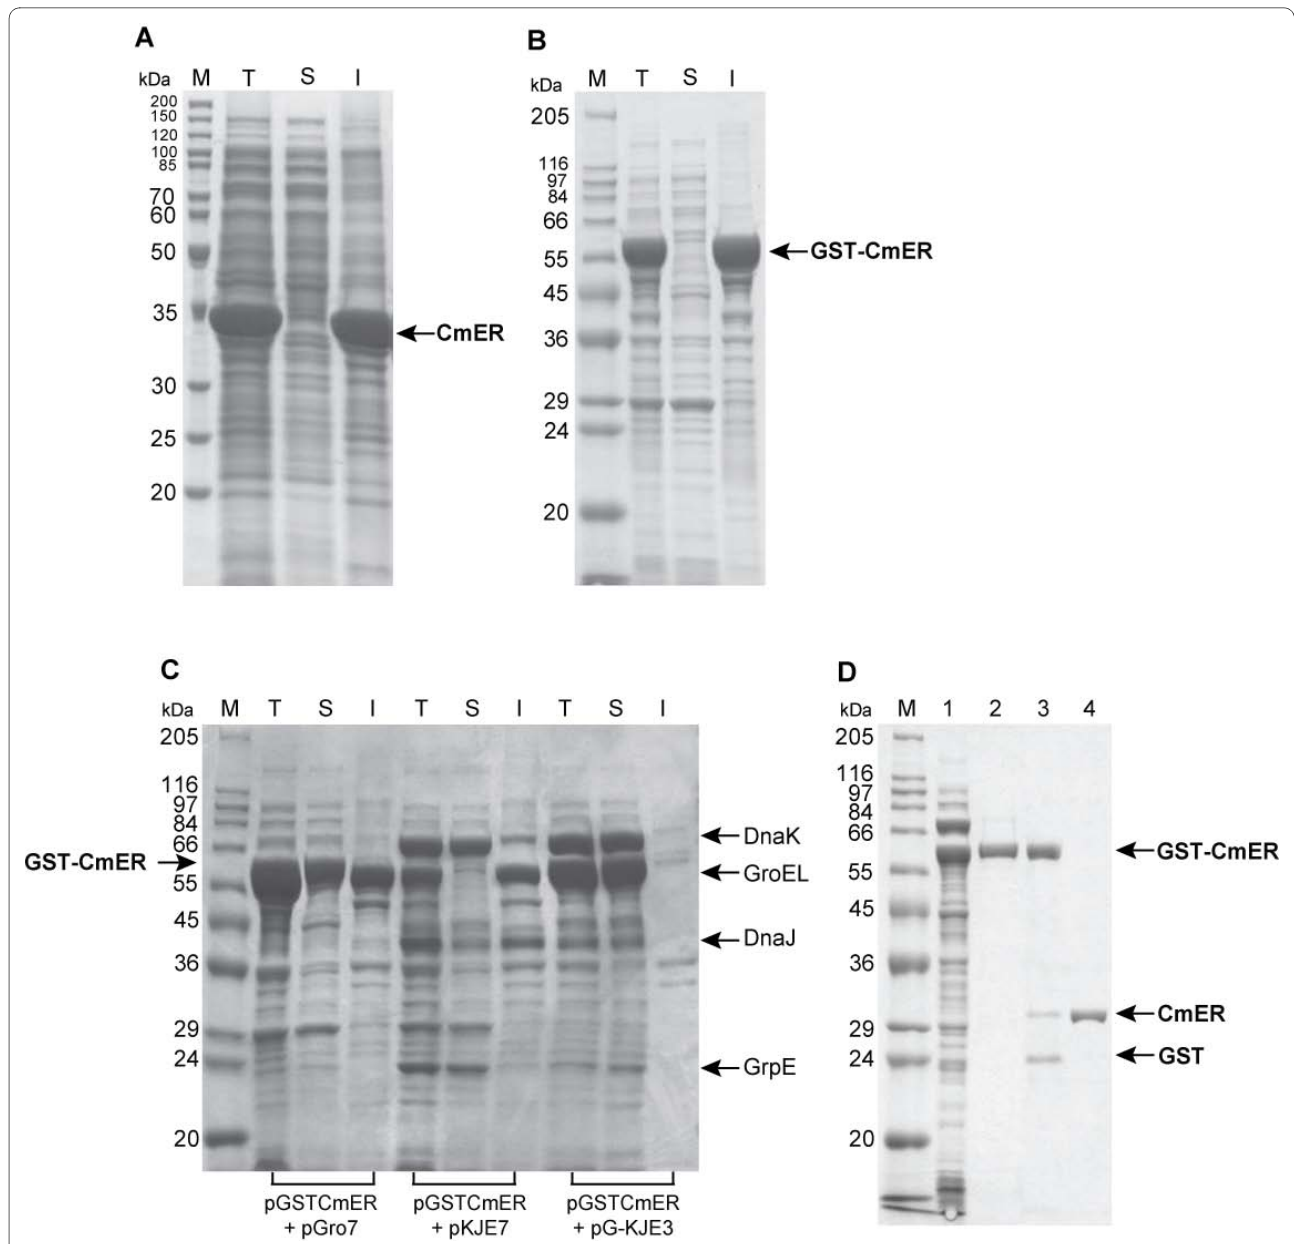 A
kDa M T S I
200
150
120
100
85
70
60
50
35
30
25
20
CmER
B
kDa M T S I
205
116
97
84
66
55
45
36
29
24
20
GST-CmER
C
kDa M T S I T S I T S I
205
116
97
84
66
55
45
36
29
24
20
GST-CmER
DnaK
GroEL
DnaJ
GrpE
pGSTCmER
+ pGro7
pGSTCmER
+ pKJE7
pGSTCmER
+ pG-KJE3
D
kDa M 1 2 3 4
205
116
97
84
66
55
45
36
29
24
20
GST-CmER
CmER
GST